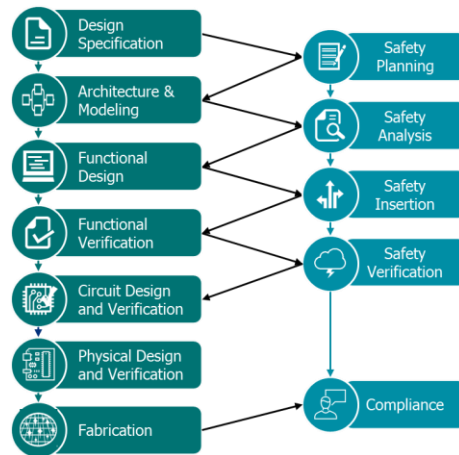 Design
Specification
Architecture &
Modeling
Functional
Design
Functional
Verification
Circuit Design
and Verification
Physical Design
and Verification
Fabrication
Safety
Planning
Safety
Analysis
Safety
Insertion
Safety
Verification
Compliance